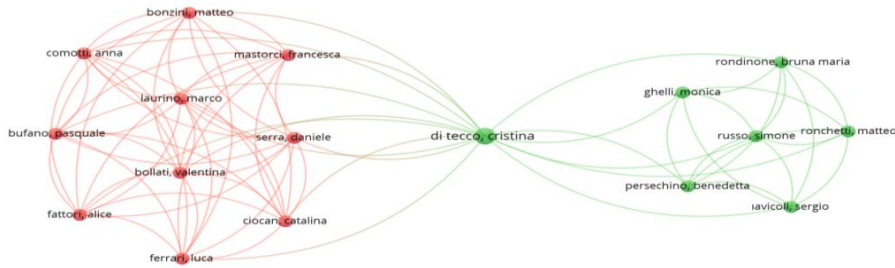 bonzini, matteo
comotti, anna
mastorci, francesca
rondinone, bruna maria
ghelli, monica
laurino, marco
bufano, pasquale
serra, daniele
di tecco, cristina
russo, simone
ronchetti, matteo
bollati, valentina
persechino, benedetta
fattori, alice
ciocan, catalina
iavicoli, sergio
ferrari, luca